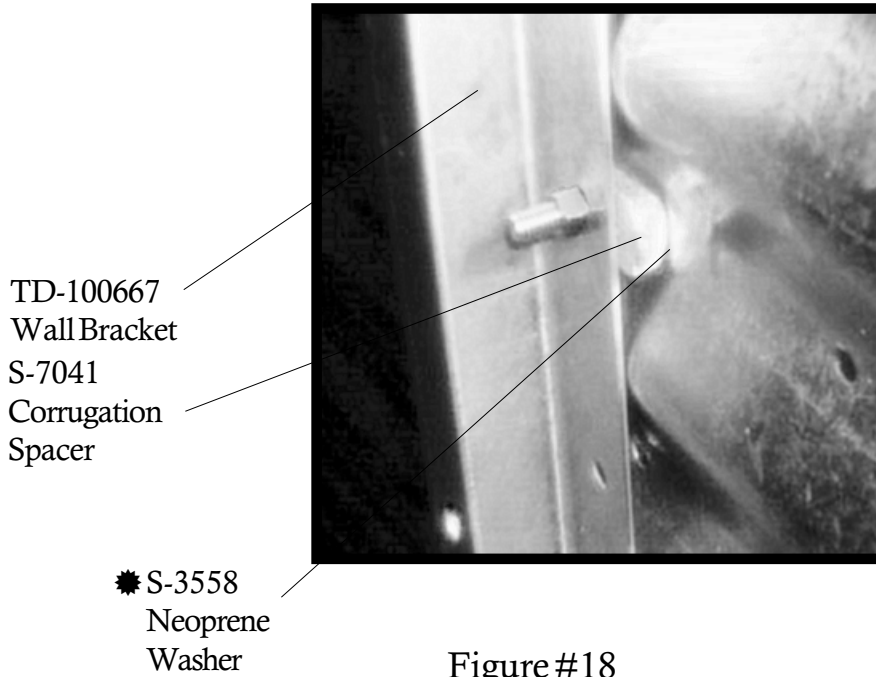 TD-100667
Wall Bracket
S-7041
Corrugation
Spacer
S-3558
Neoprene
Washer
Figure #18